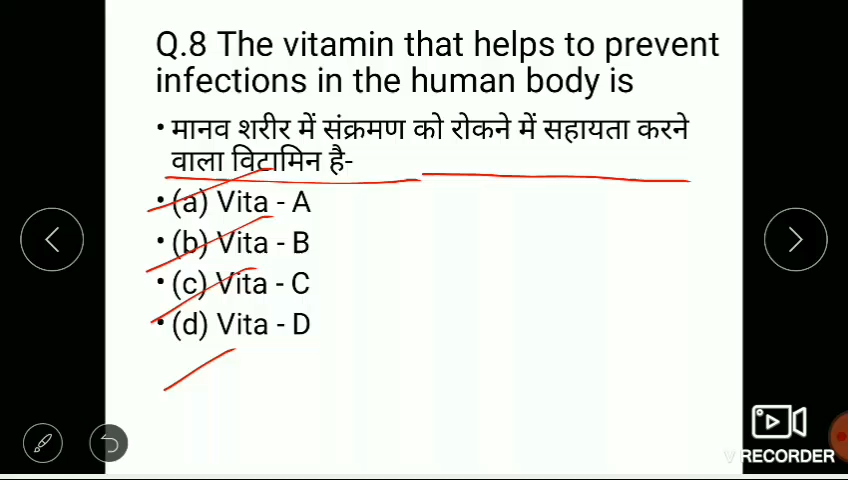 Q.8 The vitamin that helps to prevent
infections in the human body is
• मानव शरीर में संक्रमण को रोकने में सहायता करने
वाला विटामिन है-
• (a) Vita - A
• (b) Vita - B
• (c) Vita - C
• (d) Vita - D
V RECORDER